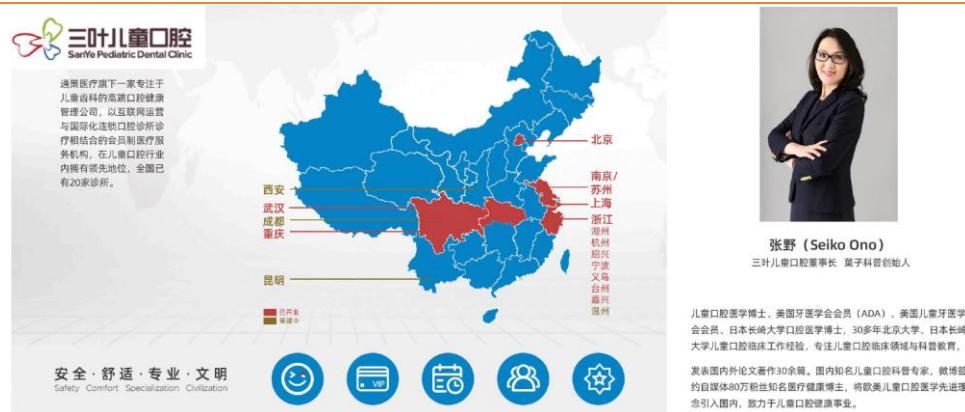 三叶儿童口腔
SanYe Pediatric Dental Clinic
通策医疗旗下一家专注于
儿童齿科的高端口腔健康
管理公司，以互联网运营
与国际化连锁口腔诊所诊
疗相结合的会员制医疗服
务机构，在儿童口腔行业
内拥有领先地位，全国已
有20家诊所。
北京
南京/
苏州
上海
浙江
湖州
杭州
绍兴
宁波
义乌
台州
嘉兴
温州
西安
武汉
成都
重庆
昆明
已开业
筹建中
安全·舒适·专业·文明
Safety Comfort Specialization Civilization
VIP
张野（Seiko Ono）
三叶儿童口腔董事长 葉子科普创始人
儿童口腔医学博士、美国牙医学会会员（ADA）、美国儿童牙医学
会会员、日本长崎大学口腔医学博士，30多年北京大学、日本长崎
大学儿童口腔临床工作经验，专注儿童口腔临床领域与科普教育，
发表国内外论文著作30余篇。国内知名儿童口腔科普专家，微博签
约自媒体80万粉丝知名医疗健康博主，将欧美儿童口腔医学先进理
念引入国内，致力于儿童口腔健康事业。